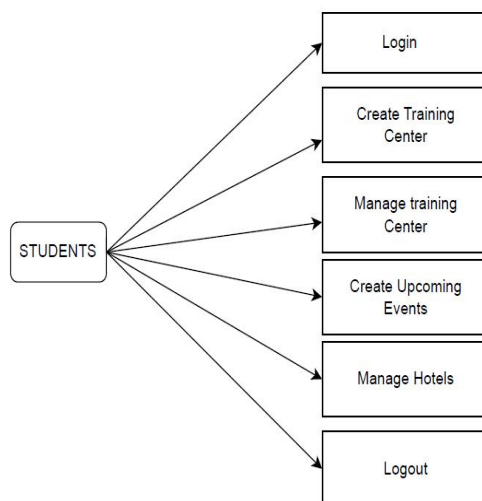 Login
Create Training
Center
Manage training
Center
STUDENTS
Create Upcoming
Events
Manage Hotels
Logout